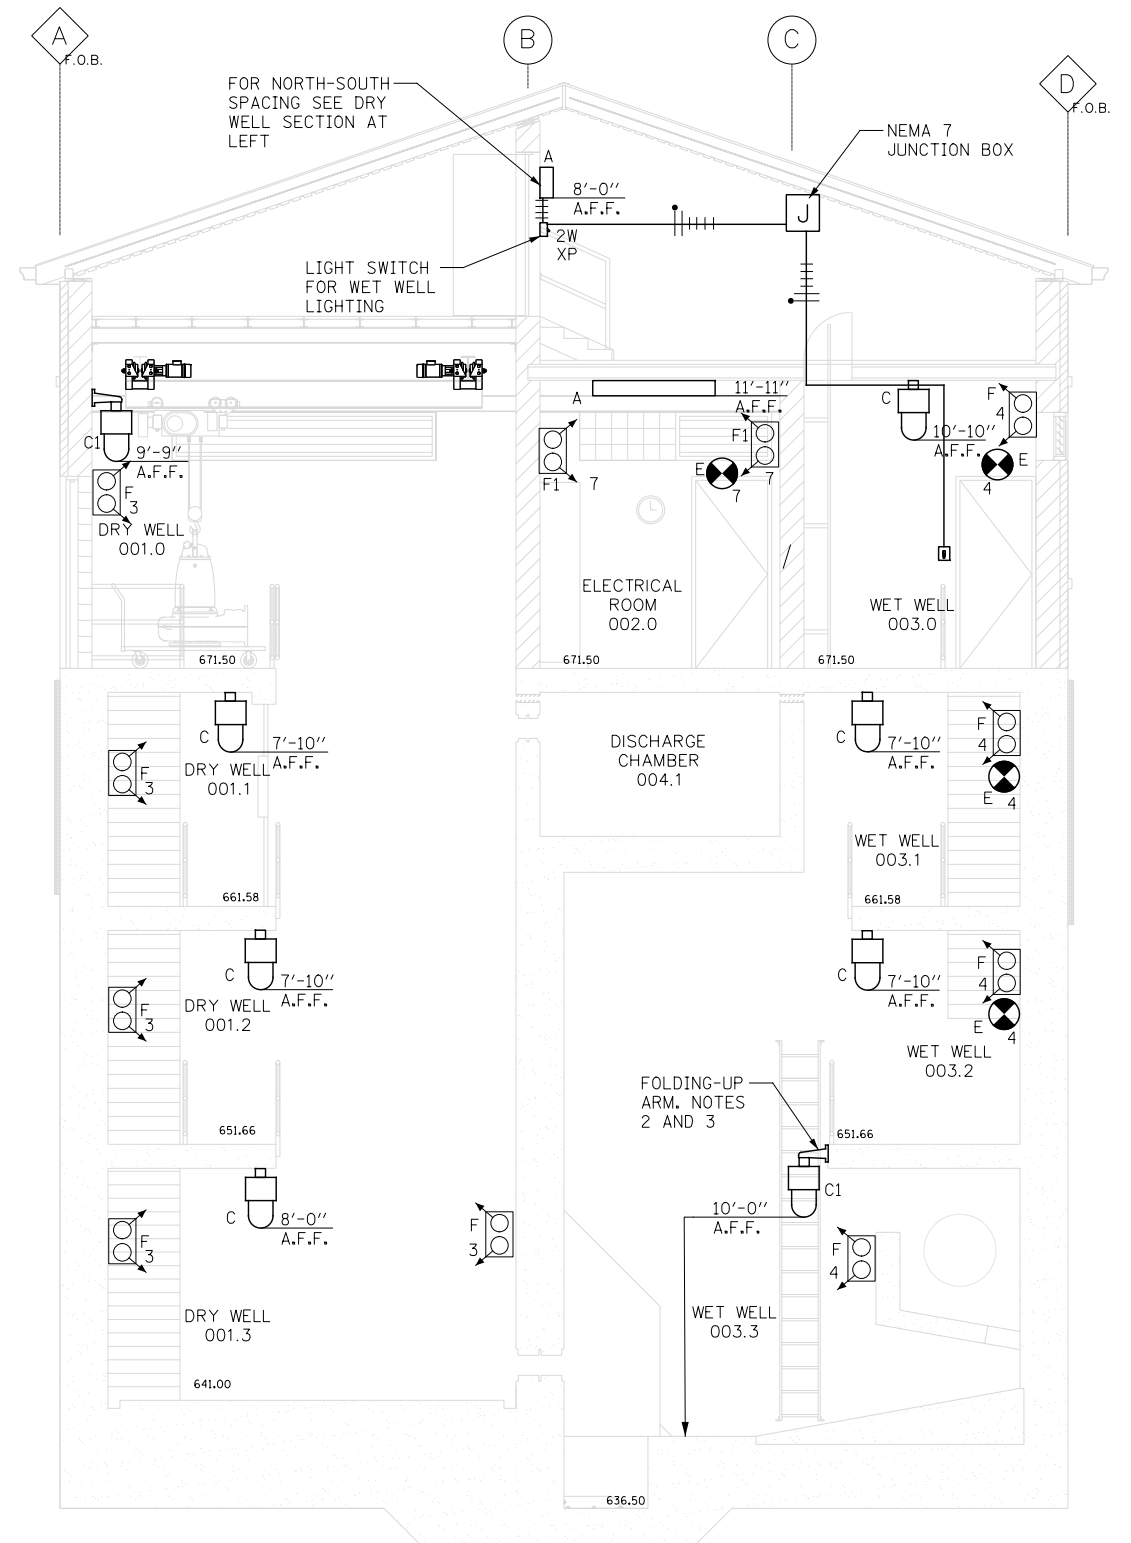 A
F.O.B.
B
C
D
F.O.B.
FOR NORTH-SOUTH
SPACING SEE DRY
WELL SECTION AT
LEFT
NEMA 7
JUNCTION BOX
A
8'-0''
A.F.F.
J
2W
XP
LIGHT SWITCH
FOR WET WELL
LIGHTING
A
11'-11''
A.F.F.
C
10'-10''
A.F.F.
F
4
E
4
C1
9'-9''
A.F.F.
F
3
DRY WELL
001.0
F1
7
E
7
F1
7
ELECTRICAL
ROOM
002.0
WET WELL
003.0
671.50
671.50
671.50
C
7'-10''
A.F.F.
F
3
DRY WELL
001.1
DISCHARGE
CHAMBER
004.1
C
7'-10''
A.F.F.
F
4
E
4
WET WELL
003.1
661.58
661.58
C
7'-10''
A.F.F.
F
3
DRY WELL
001.2
C
7'-10''
A.F.F.
F
4
E
4
WET WELL
003.2
FOLDING-UP
ARM. NOTES
2 AND 3
651.66
651.66
C
8'-0''
A.F.F.
F
3
F
3
C1
10'-0''
A.F.F.
F
4
DRY WELL
001.3
WET WELL
003.3
641.00
636.50